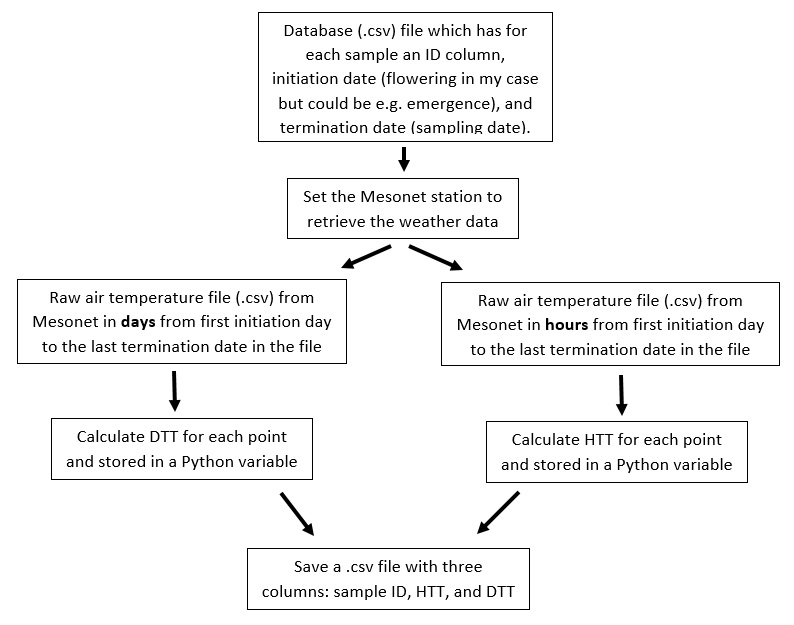 Database (.csv) file which has for
each sample an ID column,
initiation date (flowering in my case
but could be e.g. emergence), and
termination date (sampling date).
Set the Mesonet station to
retrieve the weather data
Raw air temperature file (.csv) from
Mesonet in days from first initiation day
to the last termination date in the file
Raw air temperature file (.csv) from
Mesonet in hours from first initiation day
to the last termination date in the file
Calculate DTT for each point
and stored in a Python variable
Calculate HTT for each point
and stored in a Python variable
Save a .csv file with three
columns: sample ID, HTT, and DTT